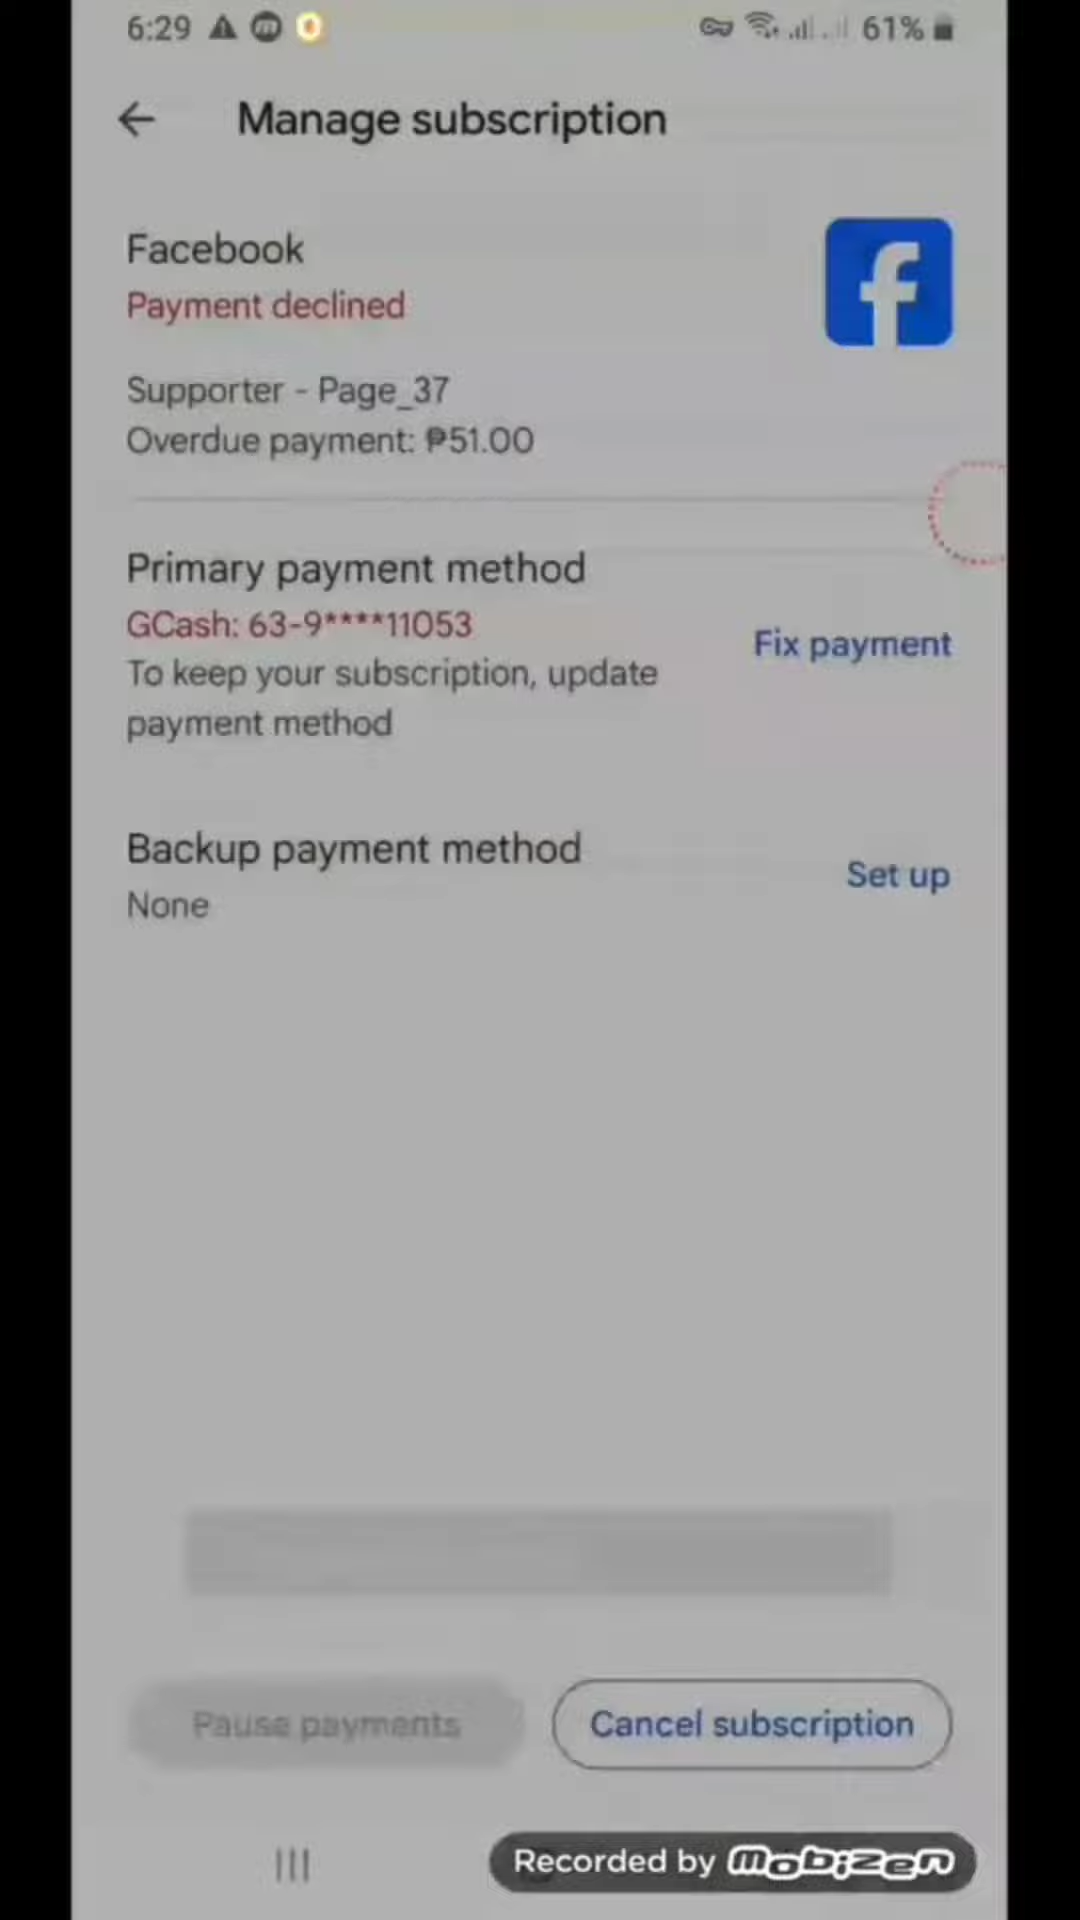 6:29
61%
Manage subscription
Facebook
Payment declined
Supporter - Page_37
Overdue payment: ₱51.00
Primary payment method
GCash: 63-9****11053
To keep your subscription, update
payment method
Fix payment
Backup payment method
None
Set up
Pause payments
Cancel subscription
Recorded by mobizen